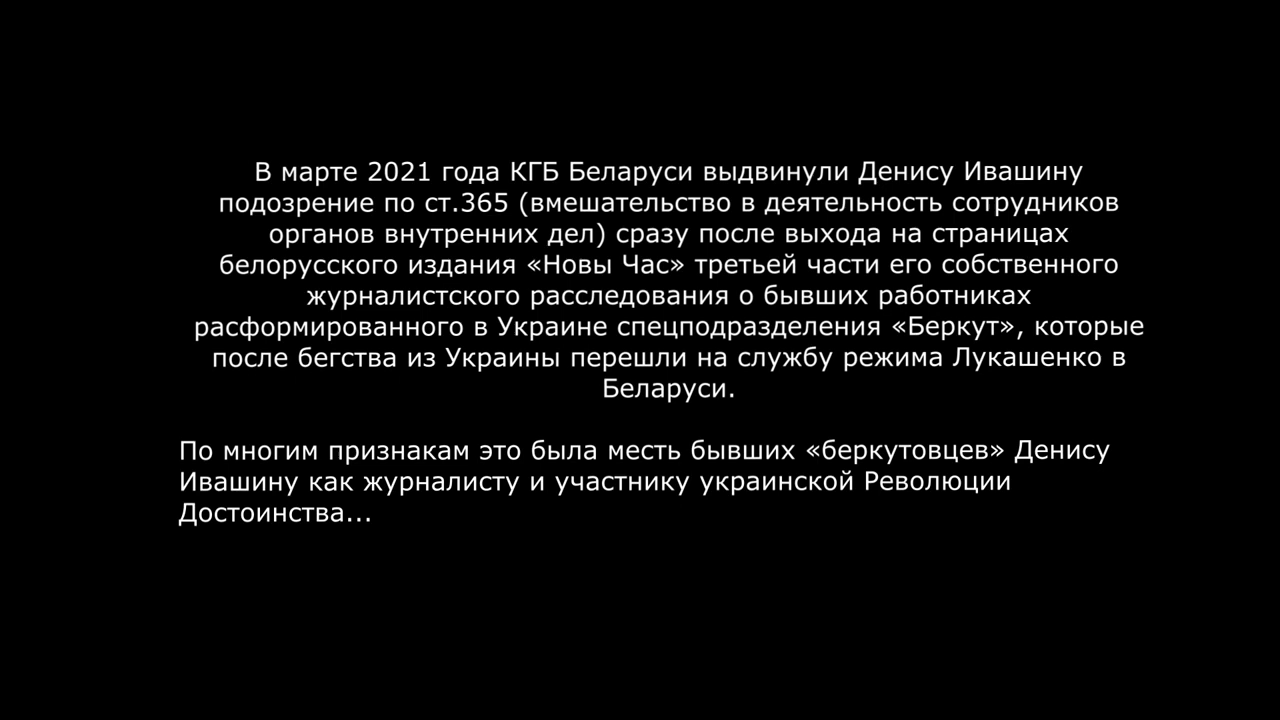 В марте 2021 года КГБ Беларуси выдвинули Денису Ивашину
подозрение по ст.365 (вмешательство в деятельность сотрудников
органов внутренних дел) сразу после выхода на страницах
белорусского издания «Новы Час» третьей части его собственного
журналистского расследования о бывших работниках
расформированного в Украине спецподразделения «Беркут», которые
после бегства из Украины перешли на службу режима Лукашенко в
Беларуси.
По многим признакам это была месть бывших «беркутовцев» Денису
Ивашину как журналисту и участнику украинской Революции
Достоинства...